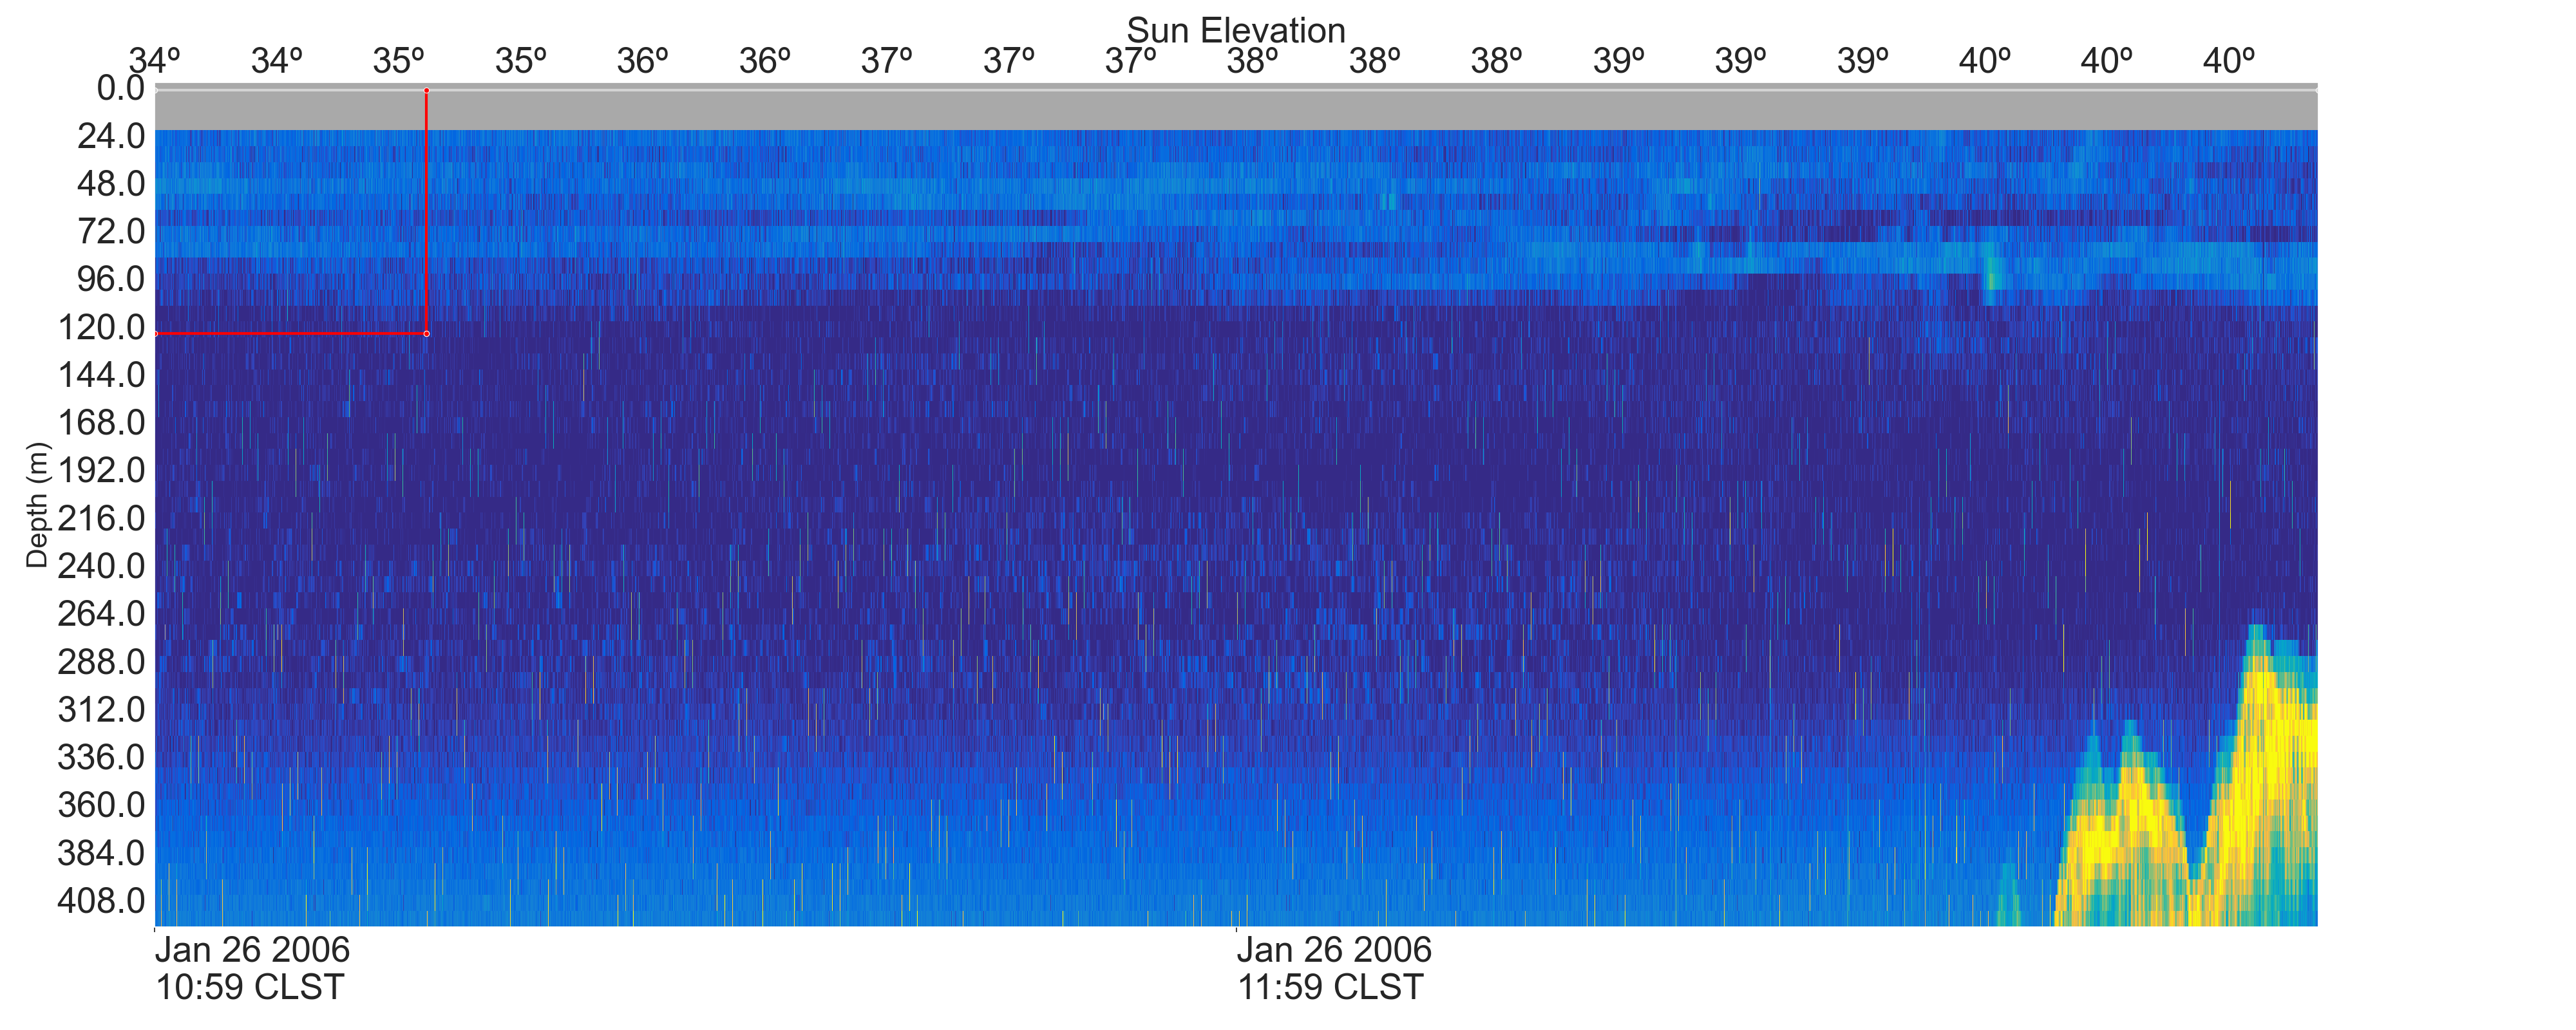 Sun Elevation
34º 34º 35º 35º 36º 36º 37º 37º 37º 38º 38º 38º 39º 39º 39º 40º 40º 40º
0.0
24.0
48.0
72.0
96.0
120.0
144.0
168.0
192.0
216.0
240.0
264.0
288.0
312.0
336.0
360.0
384.0
408.0
Depth (m)
Jan 26 2006
10:59 CLST
Jan 26 2006
11:59 CLST